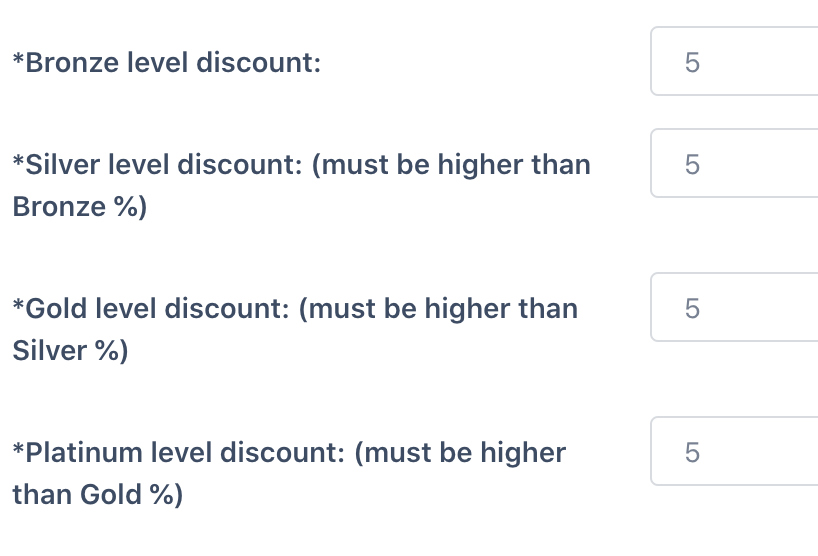 *Bronze level discount:
5
*Silver level discount: (must be higher than
Bronze %)
5
*Gold level discount: (must be higher than
Silver %)
5
*Platinum level discount: (must be higher
than Gold %)
5